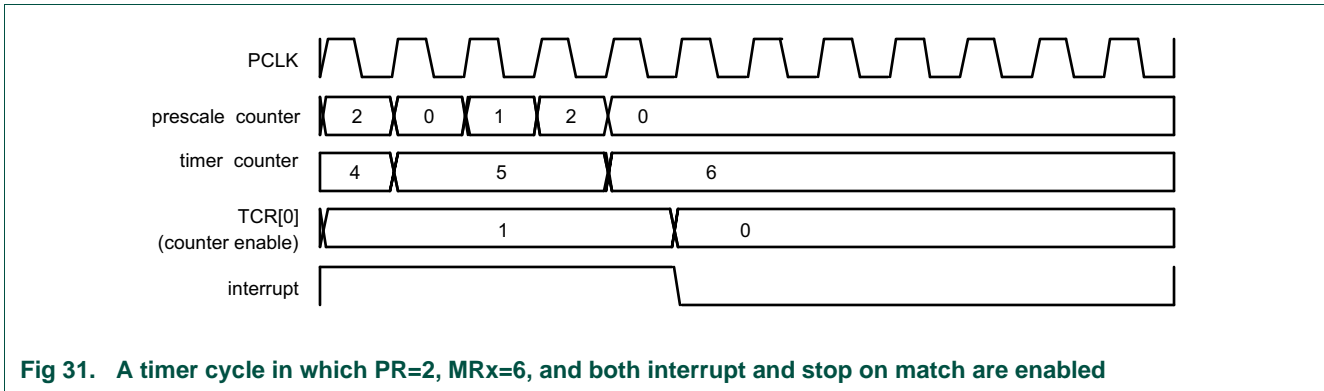 PCLK
prescale counter 2 0 1 2 0
timer counter 4 5 6
TCR[0]
(counter enable) 1 0
interrupt
Fig 31. A timer cycle in which PR=2, MRx=6, and both interrupt and stop on match are enabled